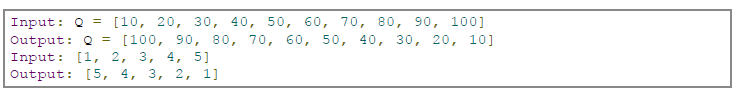 Input: Q = [10, 20, 30, 40, 50, 60, 70, 80, 90, 100]
Output: Q = [100, 90, 80, 70, 60, 50, 40, 30, 20, 10]
Input: [1, 2, 3, 4, 5]
Output: [5, 4, 3, 2, 1]